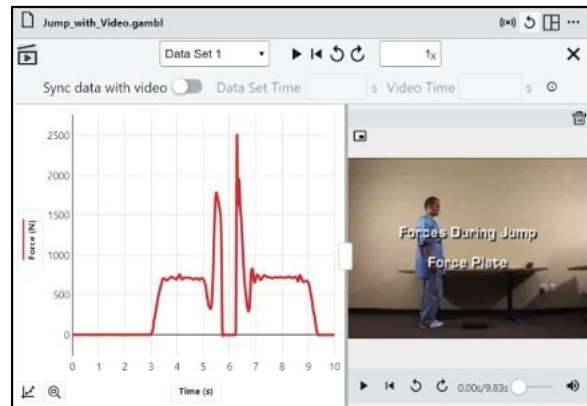 Jump_with_Video.gambl
Data Set 1
1x
Sync data with video
Data Set Time
s
Video Time
s
2500
2000
1500
1000
500
0
Force (N)
0 1 2 3 4 5 6 7 8 9 10
Time (s)
Forces During Jump
Force Plate
0.00s/9.83s